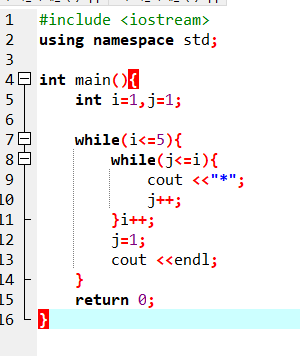 1 #include <iostream>
2 using namespace std;
3
4 int main(){
5 int i=1,j=1;
6
7 while(i<=5){
8 while(j<=i){
9 cout <<"*";
10 j++;
11 }i++;
12 j=1;
13 cout <<endl;
14 }
15 return 0;
16 }